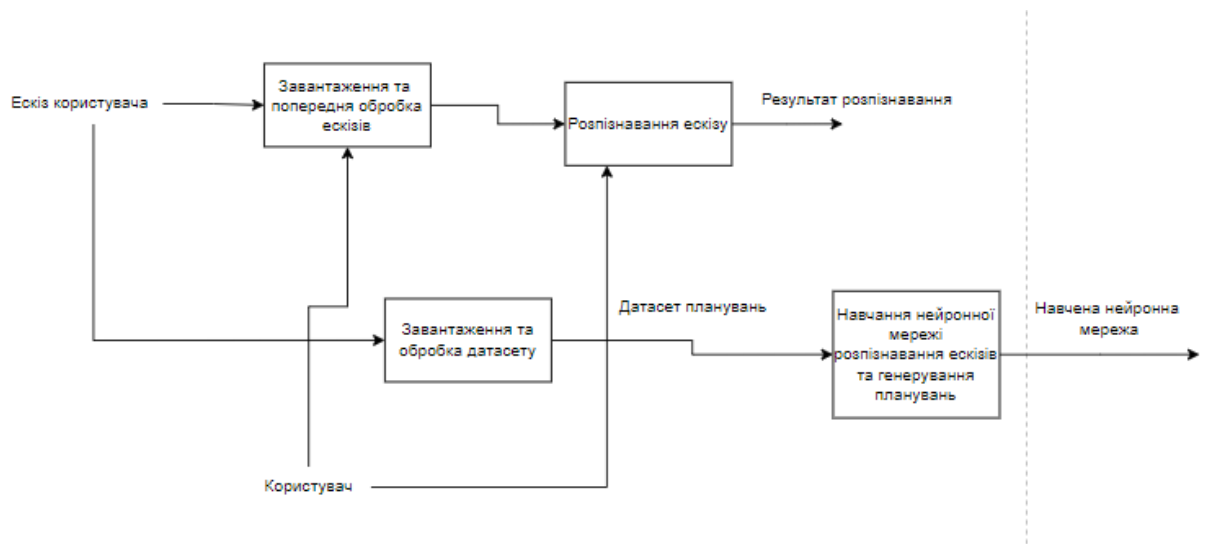 Ескіз користувача
Завантаження та
попередня обробка
ескізів
Розпізнавання ескізу
Результат розпізнавання
Завантаження та
обробка датасету
Датасет планувань
Навчання нейронної
мережі
розпізнавання ескізів
та генерування
планувань
Навчена нейронна
мережа
Користувач